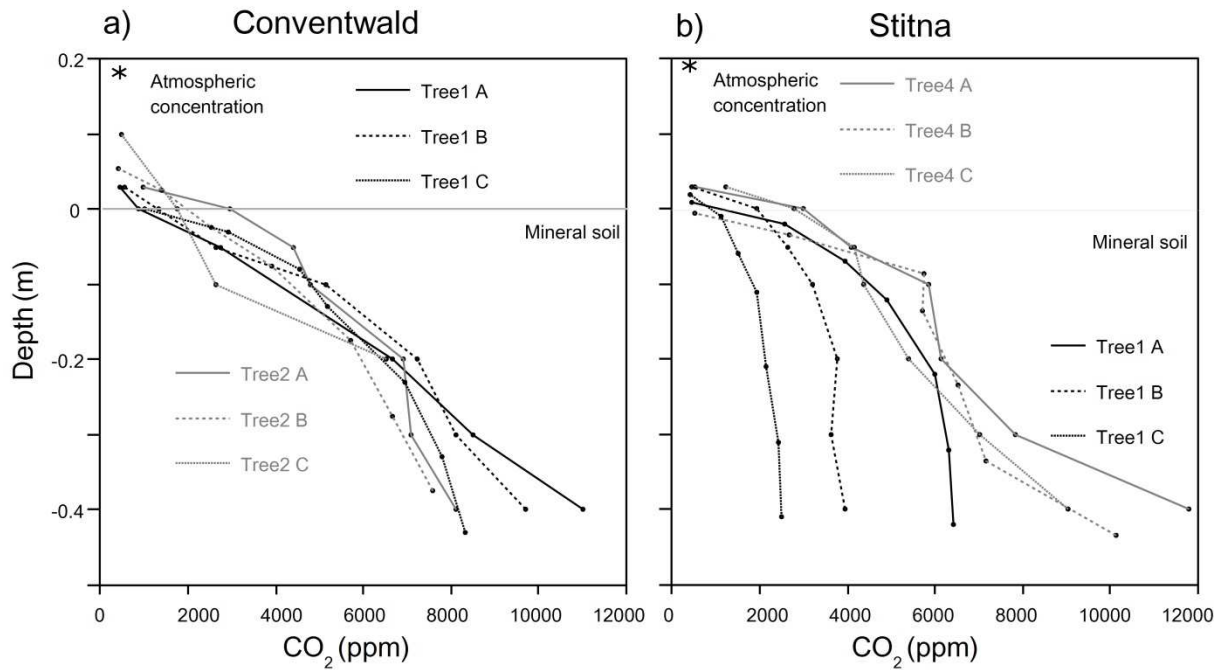 a) Conventwald
0.2
0
-0.2
-0.4
Depth (m)
*
Atmospheric
concentration
Tree1 A
Tree1 B
Tree1 C
Mineral soil
Tree2 A
Tree2 B
Tree2 C
0 2000 4000 6000 8000 10000 12000
CO2 (ppm)
b) Stitna
*
Atmospheric
concentration
Tree4 A
Tree4 B
Tree4 C
Mineral soil
Tree1 A
Tree1 B
Tree1 C
0 2000 4000 6000 8000 10000 12000
CO2 (ppm)